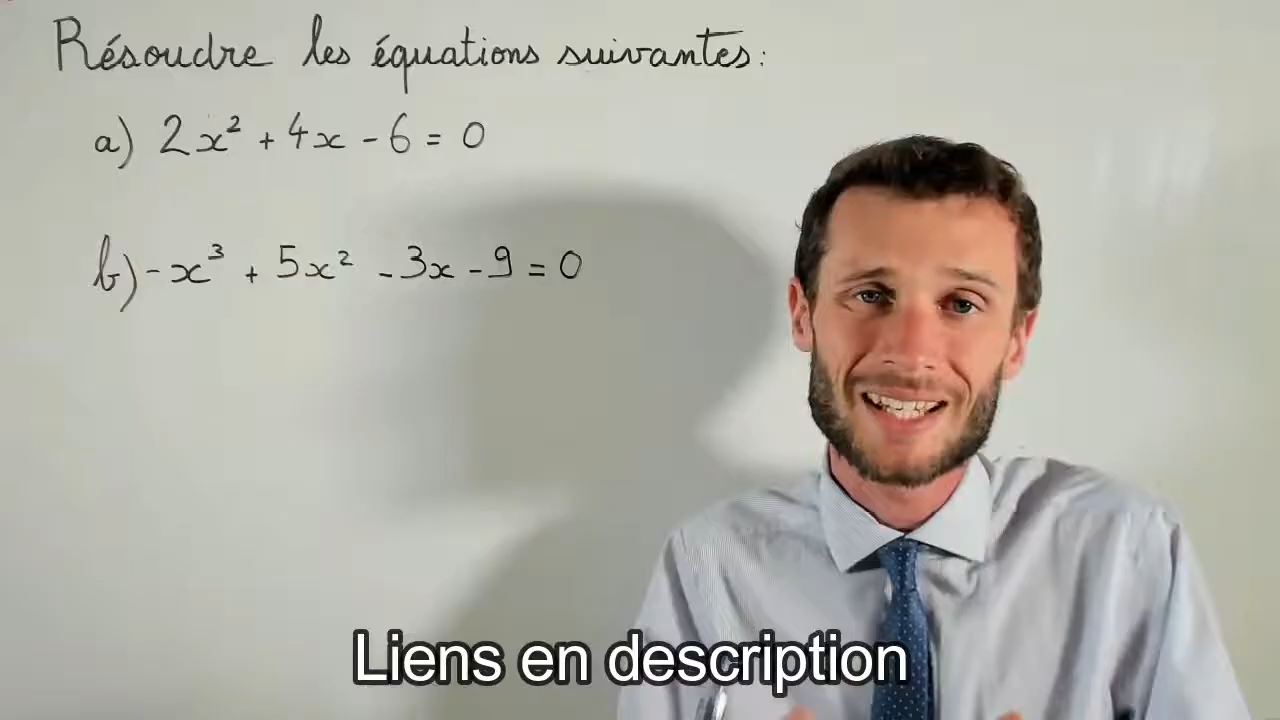 Résoudre les équations suivantes:
a) 2x² + 4x - 6 = 0
b) -x³ + 5x² - 3x - 9 = 0
Liens en description